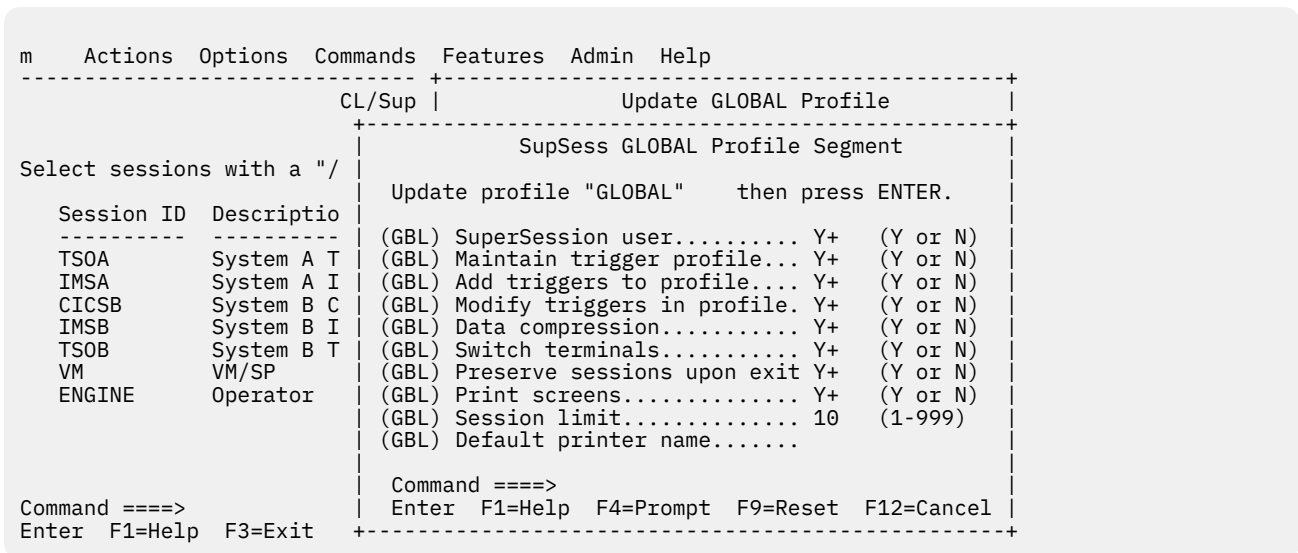 m    Actions  Options  Commands  Features  Admin  Help
------------------------------- +---------------------------------------------+
                         CL/Sup |              Update GLOBAL Profile          |
                          +---------------------------------------------------+
                          |            SupSess GLOBAL Profile Segment         |
Select sessions with a "/ |                                                   |
                          |  Update profile "GLOBAL"    then press ENTER.     |
   Session ID  Descriptio |                                                   |
   ----------  ---------- | (GBL) SuperSession user.......... Y+   (Y or N)   |
   TSOA        System A T | (GBL) Maintain trigger profile... Y+   (Y or N)   |
   IMSA        System A I | (GBL) Add triggers to profile.... Y+   (Y or N)   |
   CICSB       System B C | (GBL) Modify triggers in profile. Y+   (Y or N)   |
   IMSB        System B I | (GBL) Data compression........... Y+   (Y or N)   |
   TSOB        System B T | (GBL) Switch terminals........... Y+   (Y or N)   |
   VM          VM/SP      | (GBL) Preserve sessions upon exit Y+   (Y or N)   |
   ENGINE      Operator   | (GBL) Print screens.............. Y+   (Y or N)   |
                          | (GBL) Session limit.............. 10   (1-999)    |
                          | (GBL) Default printer name.......                 |
                          |                                                   |
                          |  Command ====>                                    |
Command ====>             |  Enter  F1=Help  F4=Prompt  F9=Reset  F12=Cancel |
Enter  F1=Help  F3=Exit   +---------------------------------------------------+